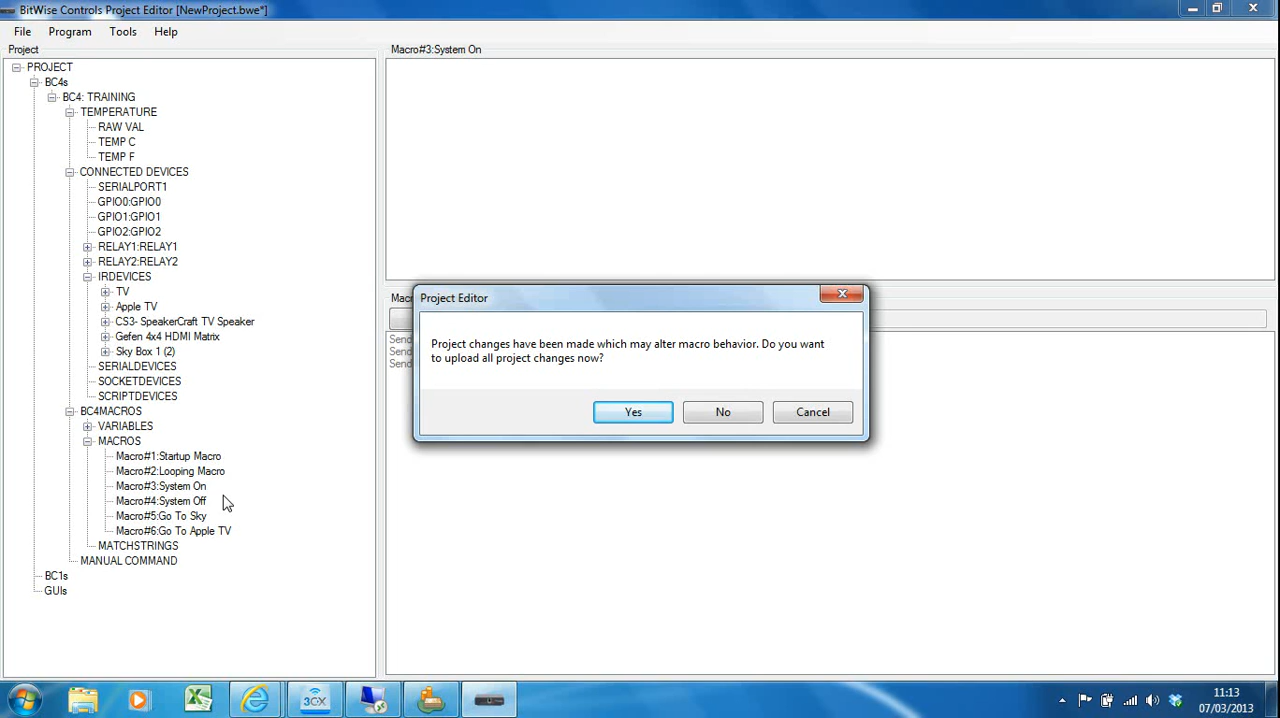 BitWise Controls Project Editor [NewProject.bwe*]
File Program Tools Help
Project
PROJECT
BC4s
BC4: TRAINING
TEMPERATURE
RAW VAL
TEMP C
TEMP F
CONNECTED DEVICES
SERIALPORT1
GPIO0:GPIO0
GPIO1:GPIO1
GPIO2:GPIO2
RELAY1:RELAY1
RELAY2:RELAY2
IRDEVICES
TV
Apple TV
CS3- SpeakerCraft TV Speaker
Gefen 4x4 HDMI Matrix
Sky Box 1 (2)
SERIALDEVICES
SOCKETDEVICES
SCRIPTDEVICES
BC4MACROS
VARIABLES
MACROS
Macro#1:Startup Macro
Macro#2:Looping Macro
Macro#3:System On
Macro#4:System Off
Macro#5:Go To Sky
Macro#6:Go To Apple TV
MATCHSTRINGS
MANUAL COMMAND
BC1s
GUIs
Macro#3:System On
Mac
Send
Send
Send
Project Editor
Project changes have been made which may alter macro behavior. Do you want
to upload all project changes now?
Yes No Cancel
3CX
11:13
07/03/2013